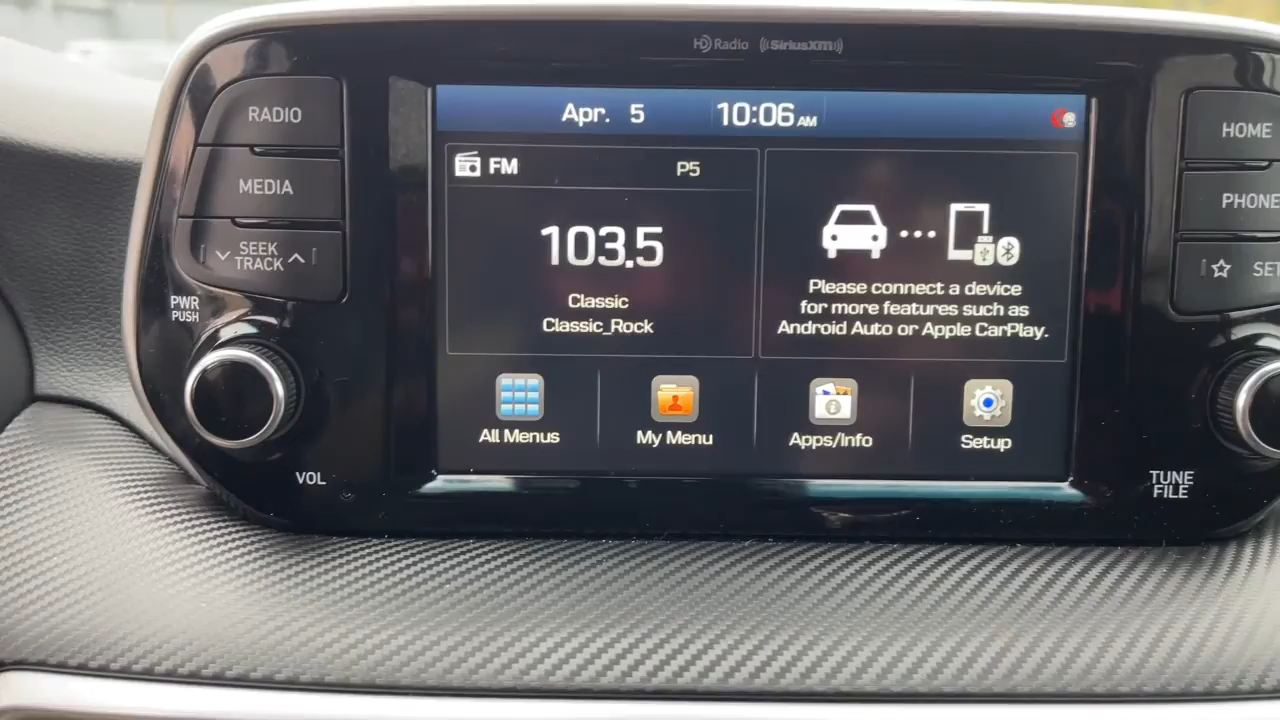 HD Radio SiriusXM
RADIO
MEDIA
SEEK
TRACK
PWR
PUSH
VOL
Apr. 5 10:06 AM
FM P5
103.5
Classic
Classic_Rock
Please connect a device
for more features such as
Android Auto or Apple CarPlay.
All Menus
My Menu
Apps/Info
Setup
HOME
PHONE
SET
TUNE
FILE